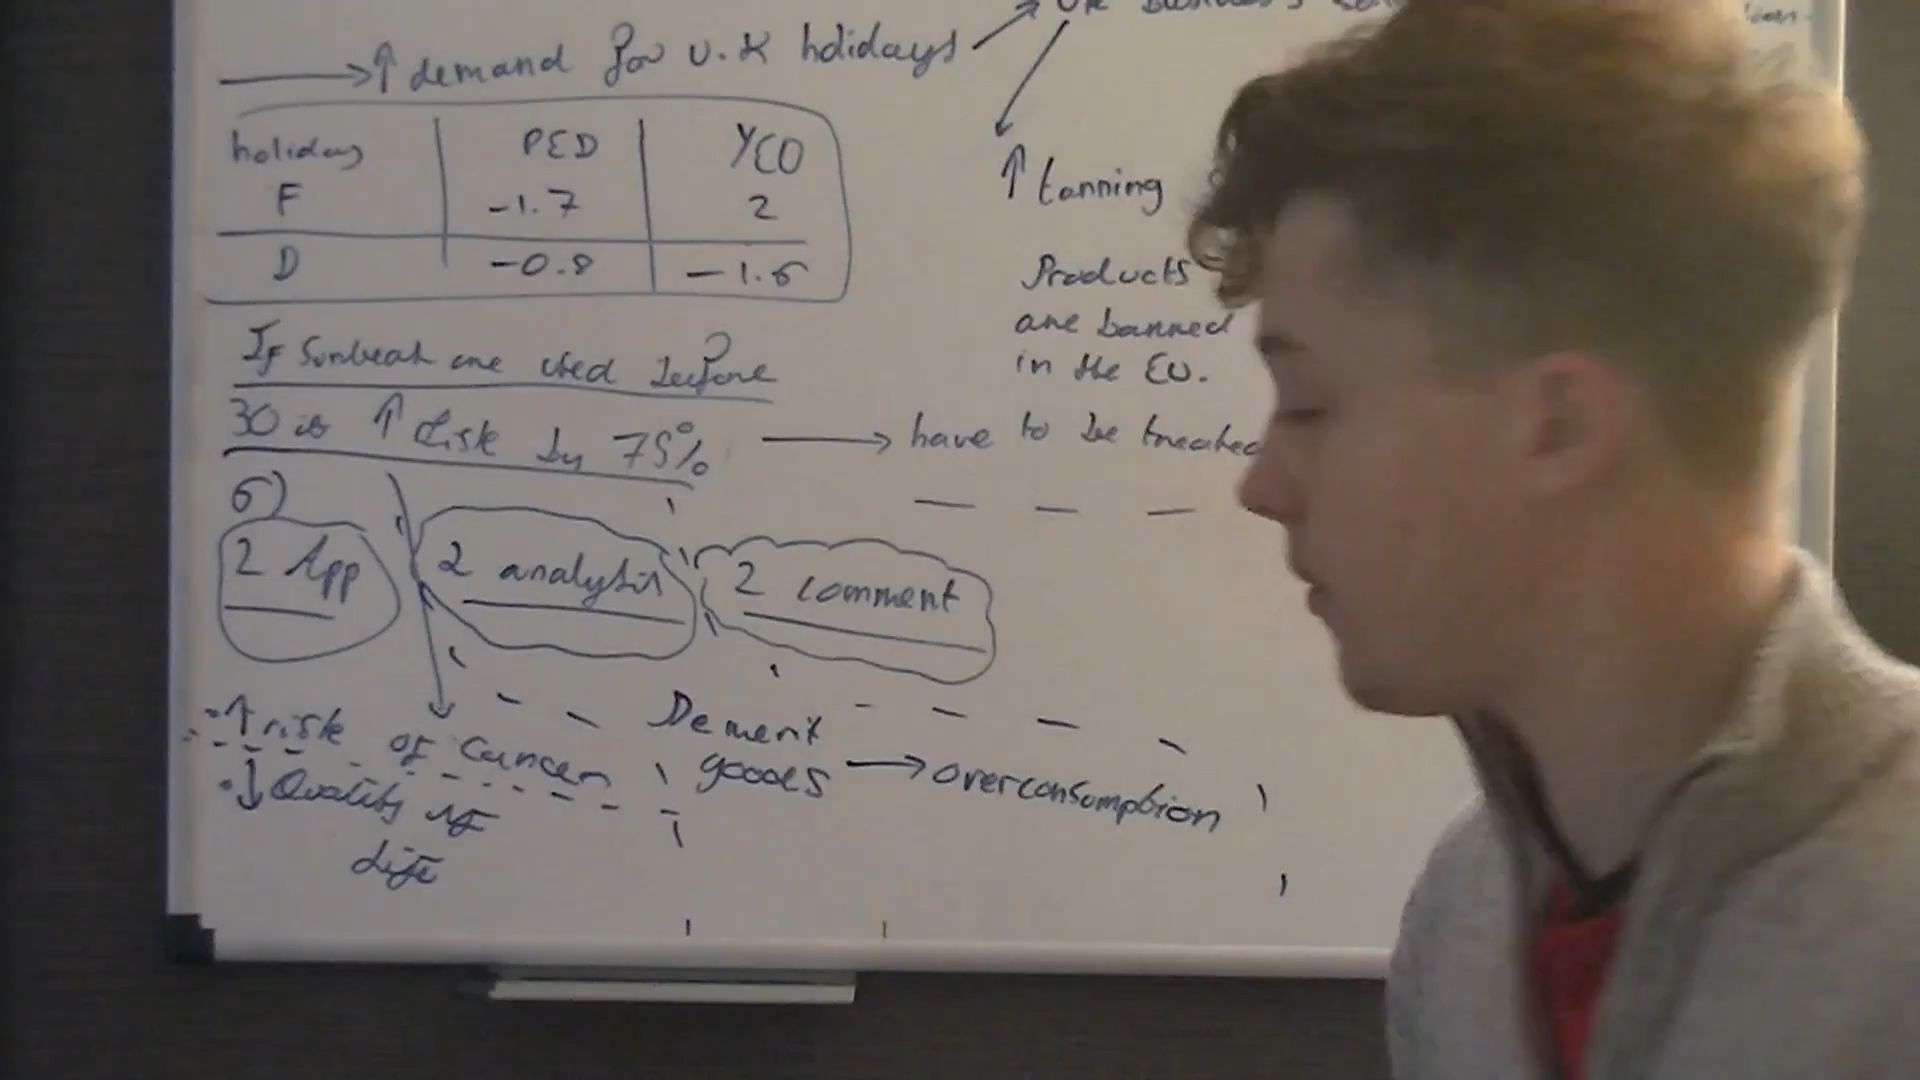 ↑ demand for U.K holidays
holidays PED YED
F -1.7 2
D -0.8 -1.6
↑ tanning
Products
are banned
in the EU.
If Sunbeds are used before
30 is ↑ Risk by 75%
→ have to be treated
6)
2 App 2 analysis 2 comment
↑ risk of cancer
↓ Quality of
Life
Demerit
goods → overconsumption